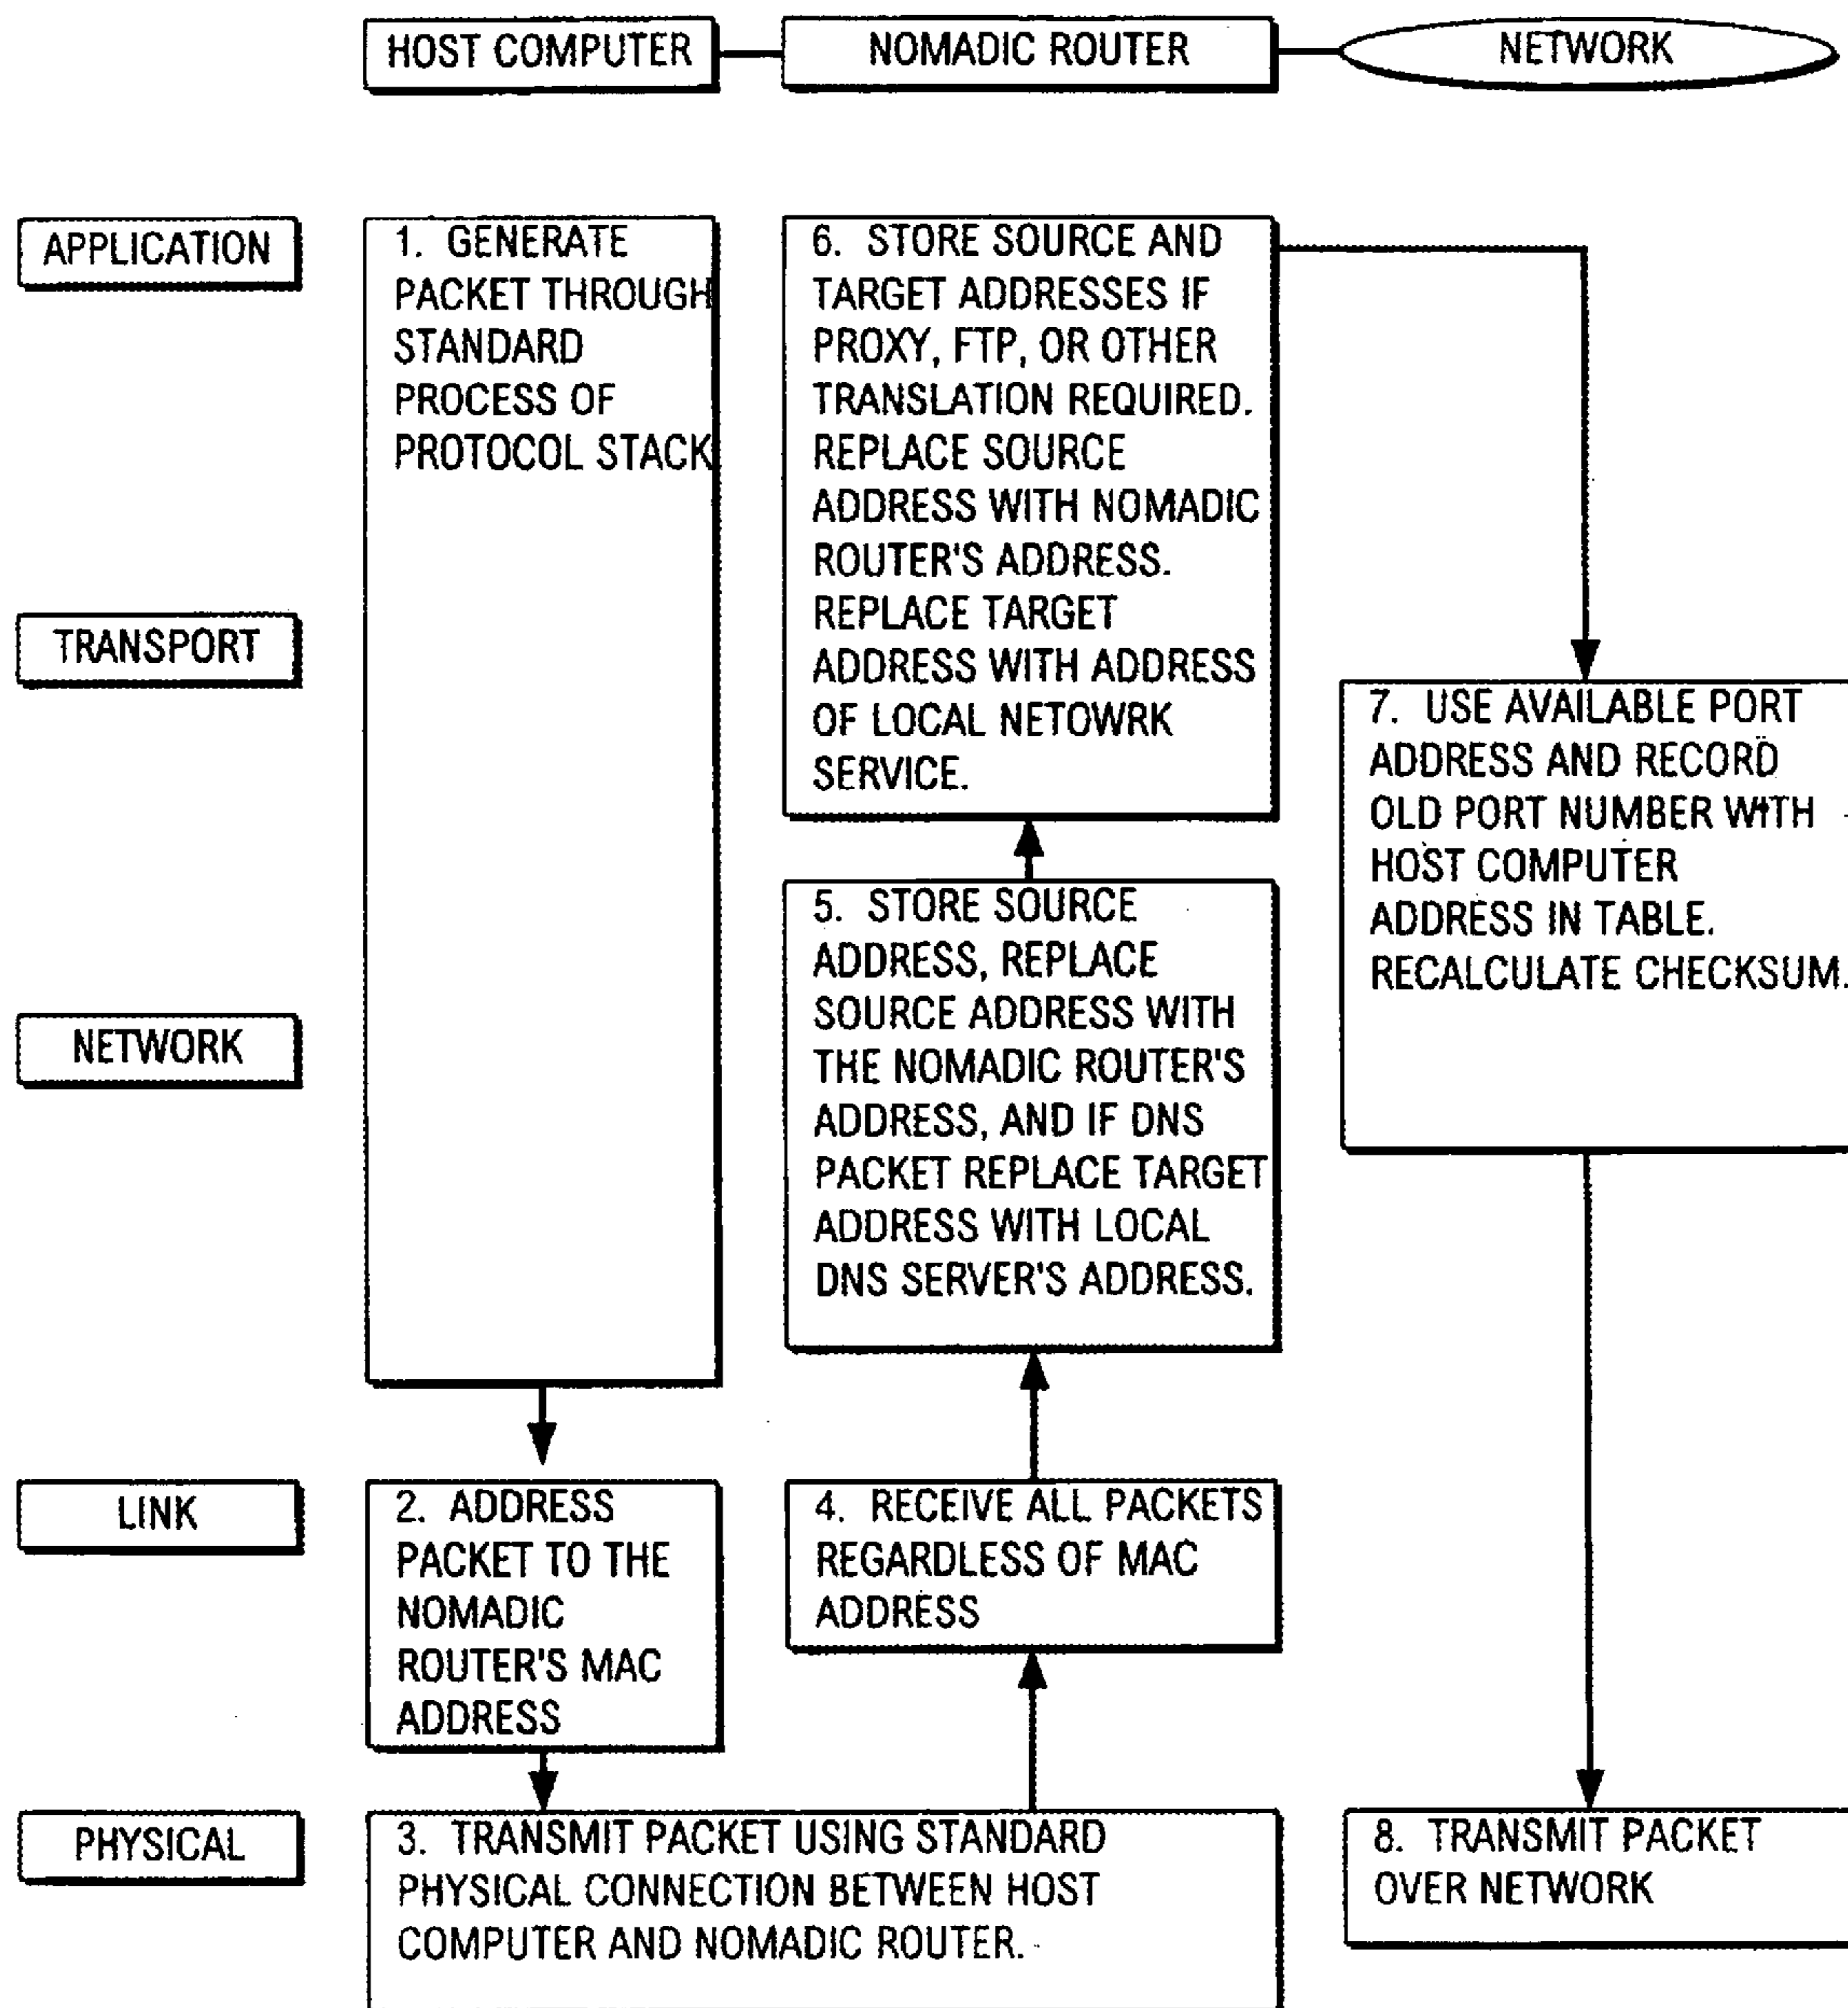 HOST COMPUTER
NOMADIC ROUTER
NETWORK
APPLICATION
TRANSPORT
NETWORK
LINK
PHYSICAL
1. GENERATE
PACKET THROUGH
STANDARD
PROCESS OF
PROTOCOL STACK
2. ADDRESS
PACKET TO THE
NOMADIC
ROUTER'S MAC
ADDRESS
3. TRANSMIT PACKET USING STANDARD
PHYSICAL CONNECTION BETWEEN HOST
COMPUTER AND NOMADIC ROUTER.
4. RECEIVE ALL PACKETS
REGARDLESS OF MAC
ADDRESS
5. STORE SOURCE
ADDRESS, REPLACE
SOURCE ADDRESS WITH
THE NOMADIC ROUTER'S
ADDRESS, AND IF DNS
PACKET REPLACE TARGET
ADDRESS WITH LOCAL
DNS SERVER'S ADDRESS.
6. STORE SOURCE AND
TARGET ADDRESSES IF
PROXY, FTP, OR OTHER
TRANSLATION REQUIRED.
REPLACE SOURCE
ADDRESS WITH NOMADIC
ROUTER'S ADDRESS.
REPLACE TARGET
ADDRESS WITH ADDRESS
OF LOCAL NETOWRK
SERVICE.
7. USE AVAILABLE PORT
ADDRESS AND RECORD
OLD PORT NUMBER WITH
HOST COMPUTER
ADDRESS IN TABLE.
RECALCULATE CHECKSUM.
8. TRANSMIT PACKET
OVER NETWORK